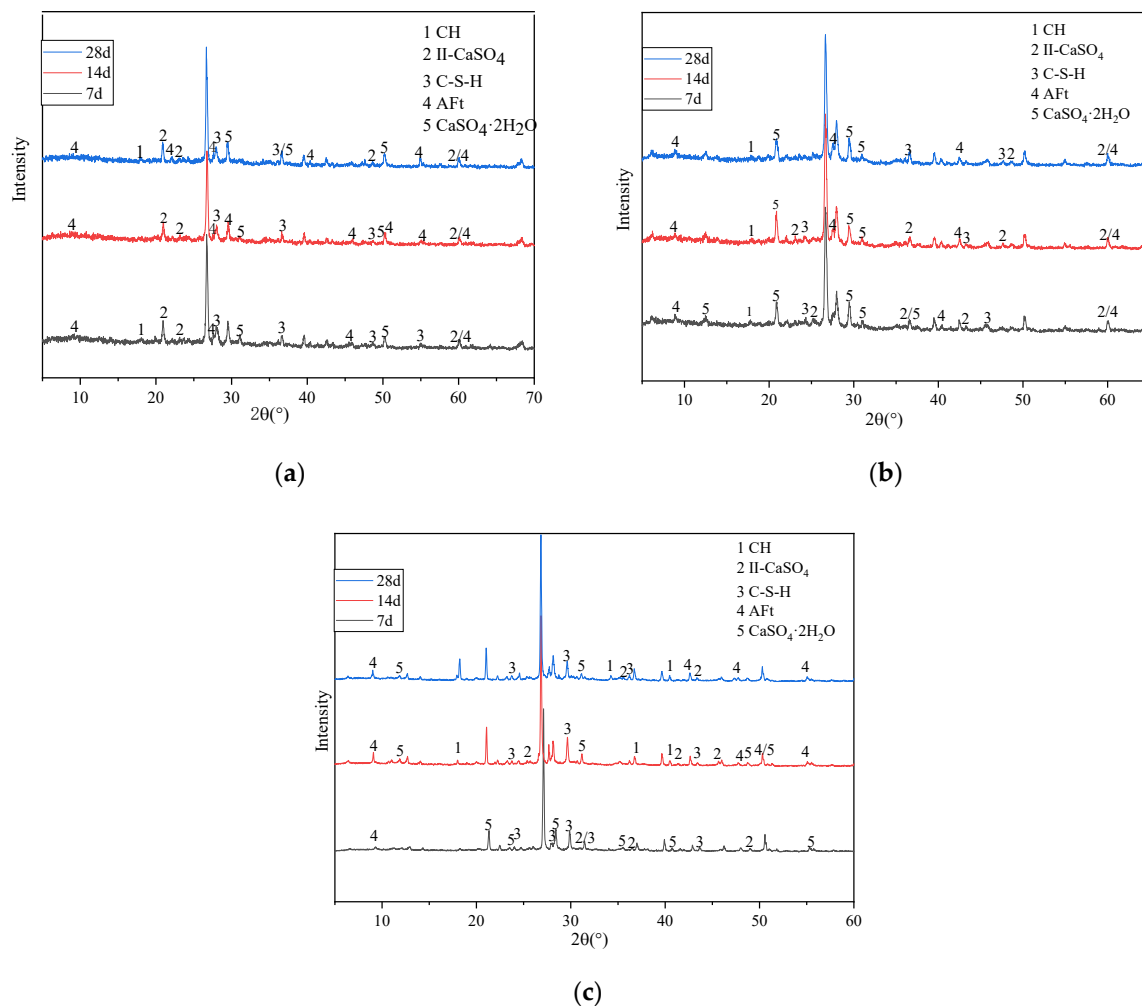 1 CH
2 II-CaSO4
3 C-S-H
4 AFt
5 CaSO4·2H2O
28d
14d
7d
Intensity
4 1 2 4 2 4 3 5 3/5 4 3 2 5 4 2/4
4 2 2 4 3 4 5 3 4 3 5 4 4 2/4
4 1 2 2 4 3 5 3 4 3 5 3 2/4
10 20 30 40 50 60 70
2θ(°)
(a)
1 CH
2 II-CaSO₄
3 C-S-H
4 AFt
5 CaSO₄·2H₂O
28d
14d
7d
Intensity
4 1 5 4 5 5 3 4 3 2 2/4
4 1 5 2 3 4 5 5 2 4 3 2 2/4
4 5 1 5 3 2 5 5 2/5 4 2 3 2/4
10 20 30 40 50 60
2θ(°)
(b)
1 CH
2 II-CaSO₄
3 C-S-H
4 AFt
5 CaSO₄·2H₂O
28d
14d
7d
Intensity
4 5 3 3 5 1 2 3 1 4 2 4 4
4 5 1 3 2 3 5 1 1 2 3 2 4 5 4/5 4
4 5 5 3 3 5 3 2/3 5 2 5 3 2 5
10 20 30 40 50 60
2θ(°)
(c)